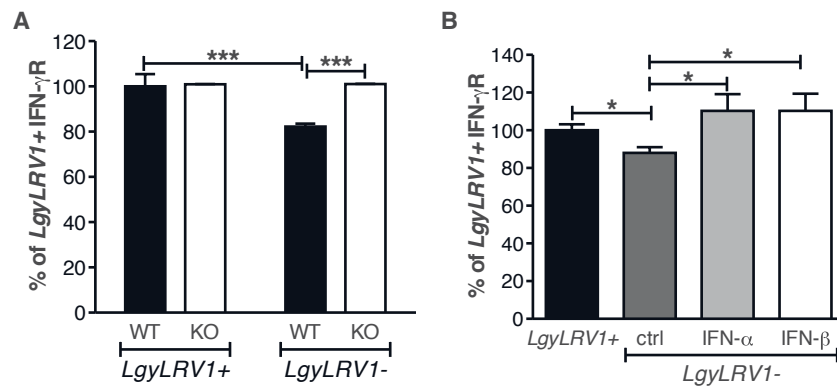 A
% of LgyLRV1+ IFN-γR
120
100
80
60
40
20
0
***
***
WT
KO
WT
KO
LgyLRV1+
LgyLRV1-
B
% of LgyLRV1+ IFN-γR
140
120
100
80
60
40
20
0
*
*
*
LgyLRV1+
ctrl
IFN-α
IFN-β
LgyLRV1-